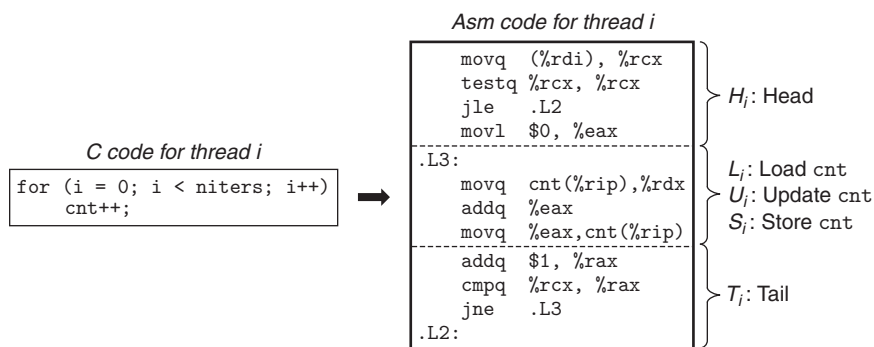 Asm code for thread i
movq (%rdi), %rcx
testq %rcx, %rcx
jle .L2
movl $0, %eax
H_i: Head
C code for thread i
for (i = 0; i < niters; i++)
cnt++;
.L3:
movq cnt(%rip),%rdx
addq %eax
movq %eax,cnt(%rip)
L_i: Load cnt
U_i: Update cnt
S_i: Store cnt
addq $1, %rax
cmpq %rcx, %rax
jne .L3
.L2:
T_i: Tail